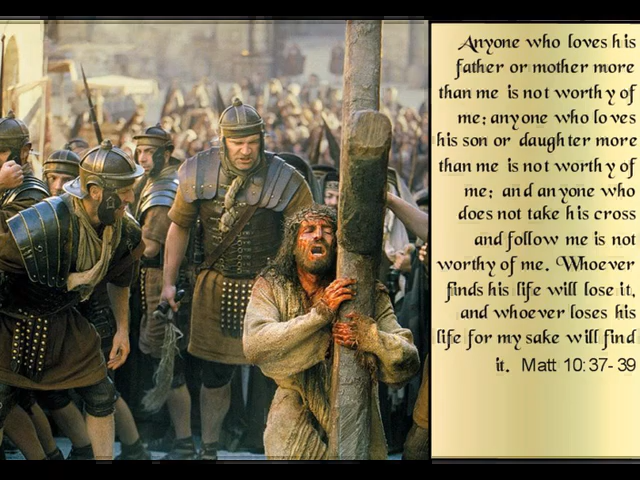 Anyone who loves his
father or mother more
than me is not worthy of
me; anyone who loves
his son or daughter more
than me is not worthy of
me; and anyone who
does not take his cross
and follow me is not
worthy of me. Whoever
finds his life will lose it,
and whoever loses his
life for my sake will find
it. Matt 10:37-39